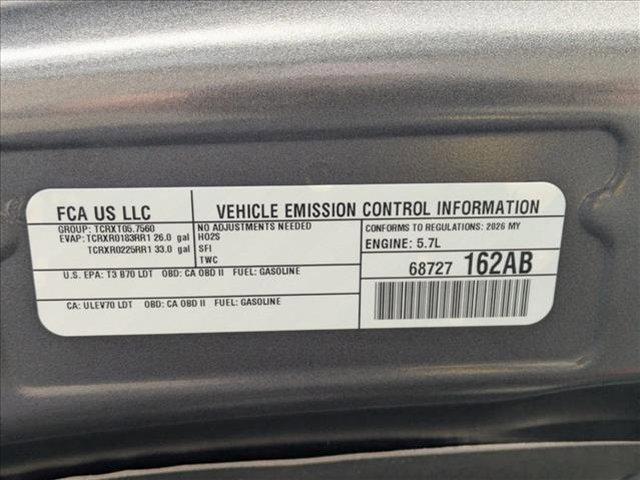 FCA US LLC
VEHICLE EMISSION CONTROL INFORMATION
GROUP: TCRXT05.7560
EVAP: TCRXR0183RR1 26.0 gal
TCRXR0225RR1 33.0 gal
NO ADJUSTMENTS NEEDED
HO2S
SFI
TWC
CONFORMS TO REGULATIONS: 2026 MY
ENGINE: 5.7L
U.S. EPA: T3 B70 LDT OBD: CA OBD II FUEL: GASOLINE
68727 162AB
CA: ULEV70 LDT OBD: CA OBD II FUEL: GASOLINE